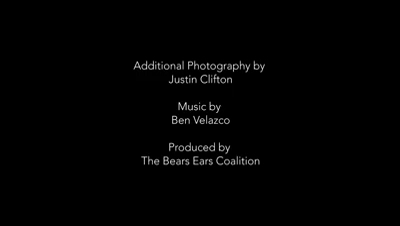 Additional Photography by
Justin Clifton
Music by
Ben Velazco
Produced by
The Bears Ears Coalition